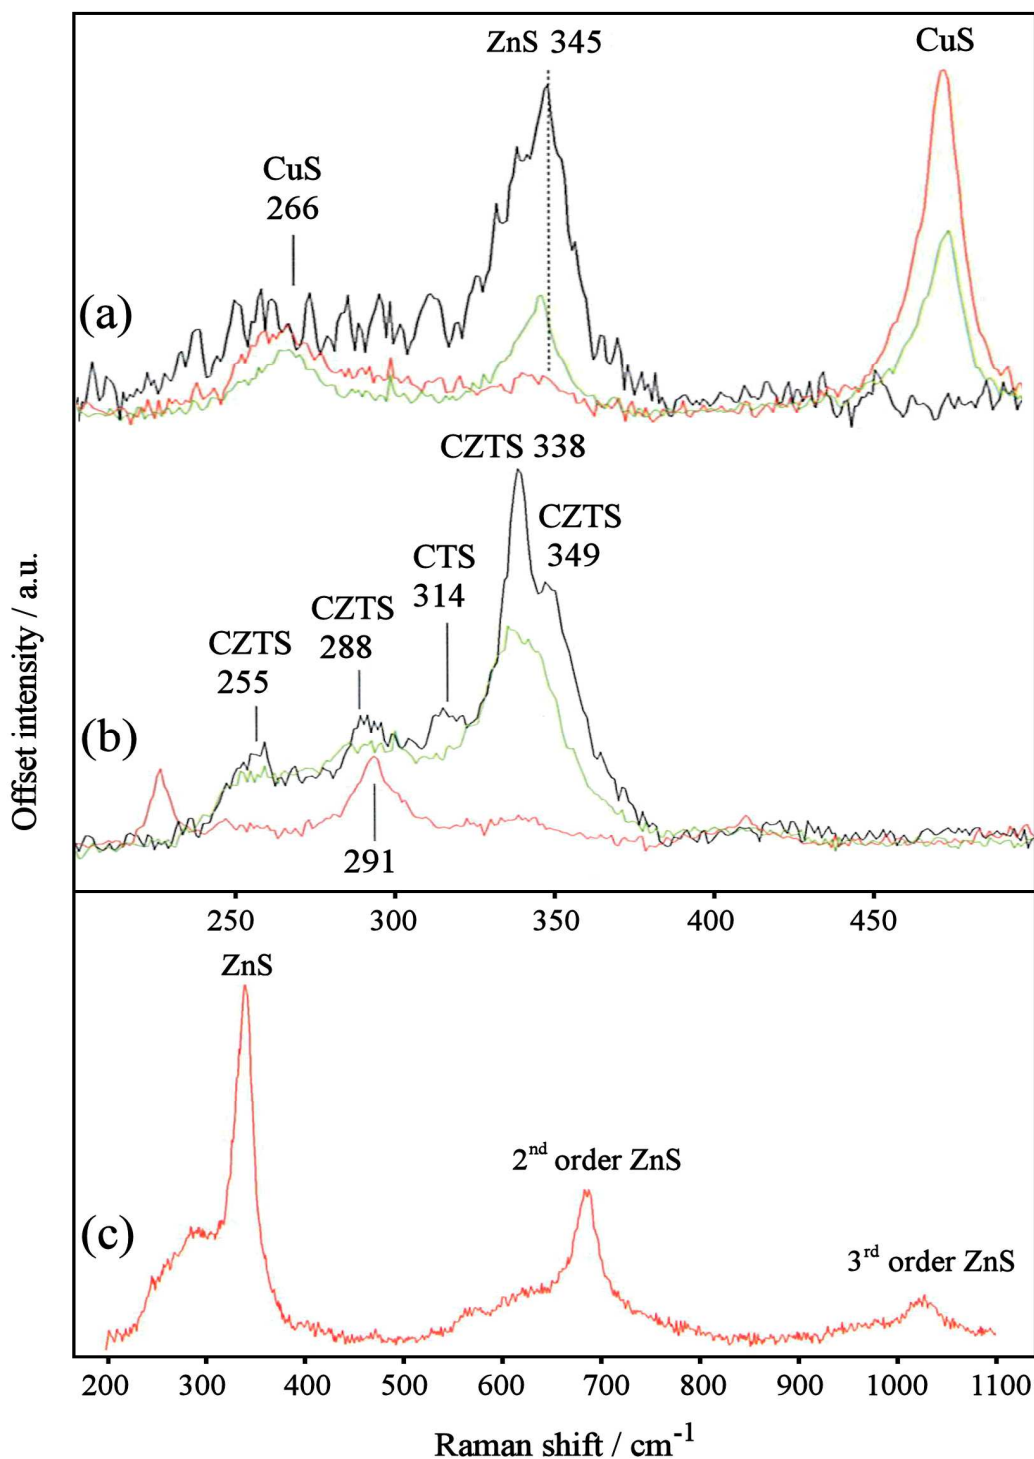 ZnS 345
CuS
CuS
266
(a)
CZTS 338
CZTS
349
CTS
314
CZTS
288
CZTS
255
(b)
291
Offset intensity / a.u.
250 300 350 400 450
ZnS
2nd order ZnS
(c)
3rd order ZnS
200 300 400 500 600 700 800 900 1000 1100
Raman shift / cm-1